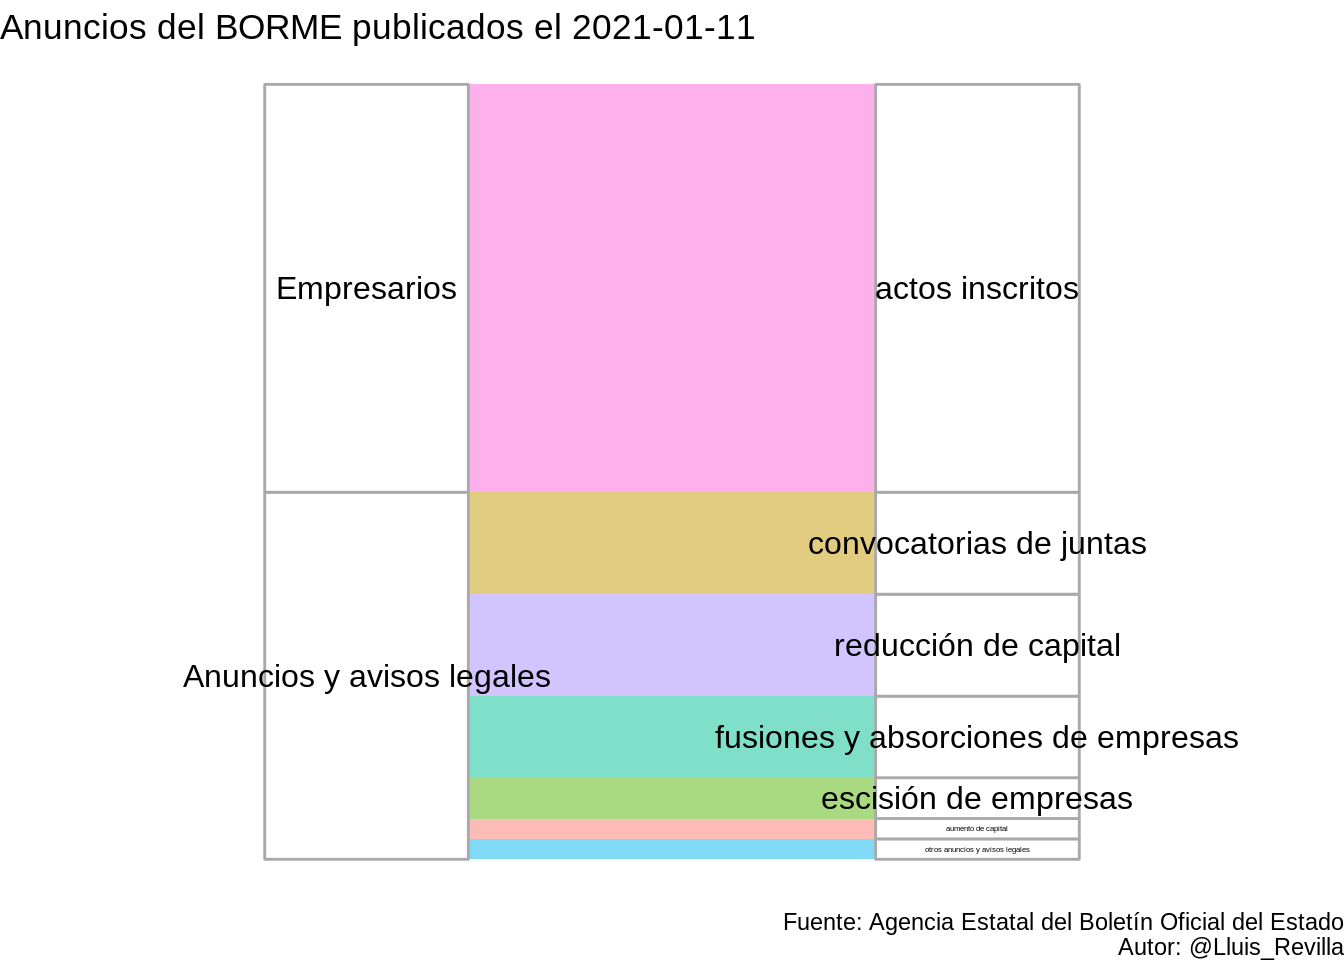 Anuncios del BORME publicados el 2021-01-11
Empresarios
actos inscritos
convocatorias de juntas
reducción de capital
Anuncios y avisos legales
fusiones y absorciones de empresas
escisión de empresas
aumento de capital
otros anuncios y avisos legales
Fuente: Agencia Estatal del Boletín Oficial del Estado
Autor: @Lluis_Revilla